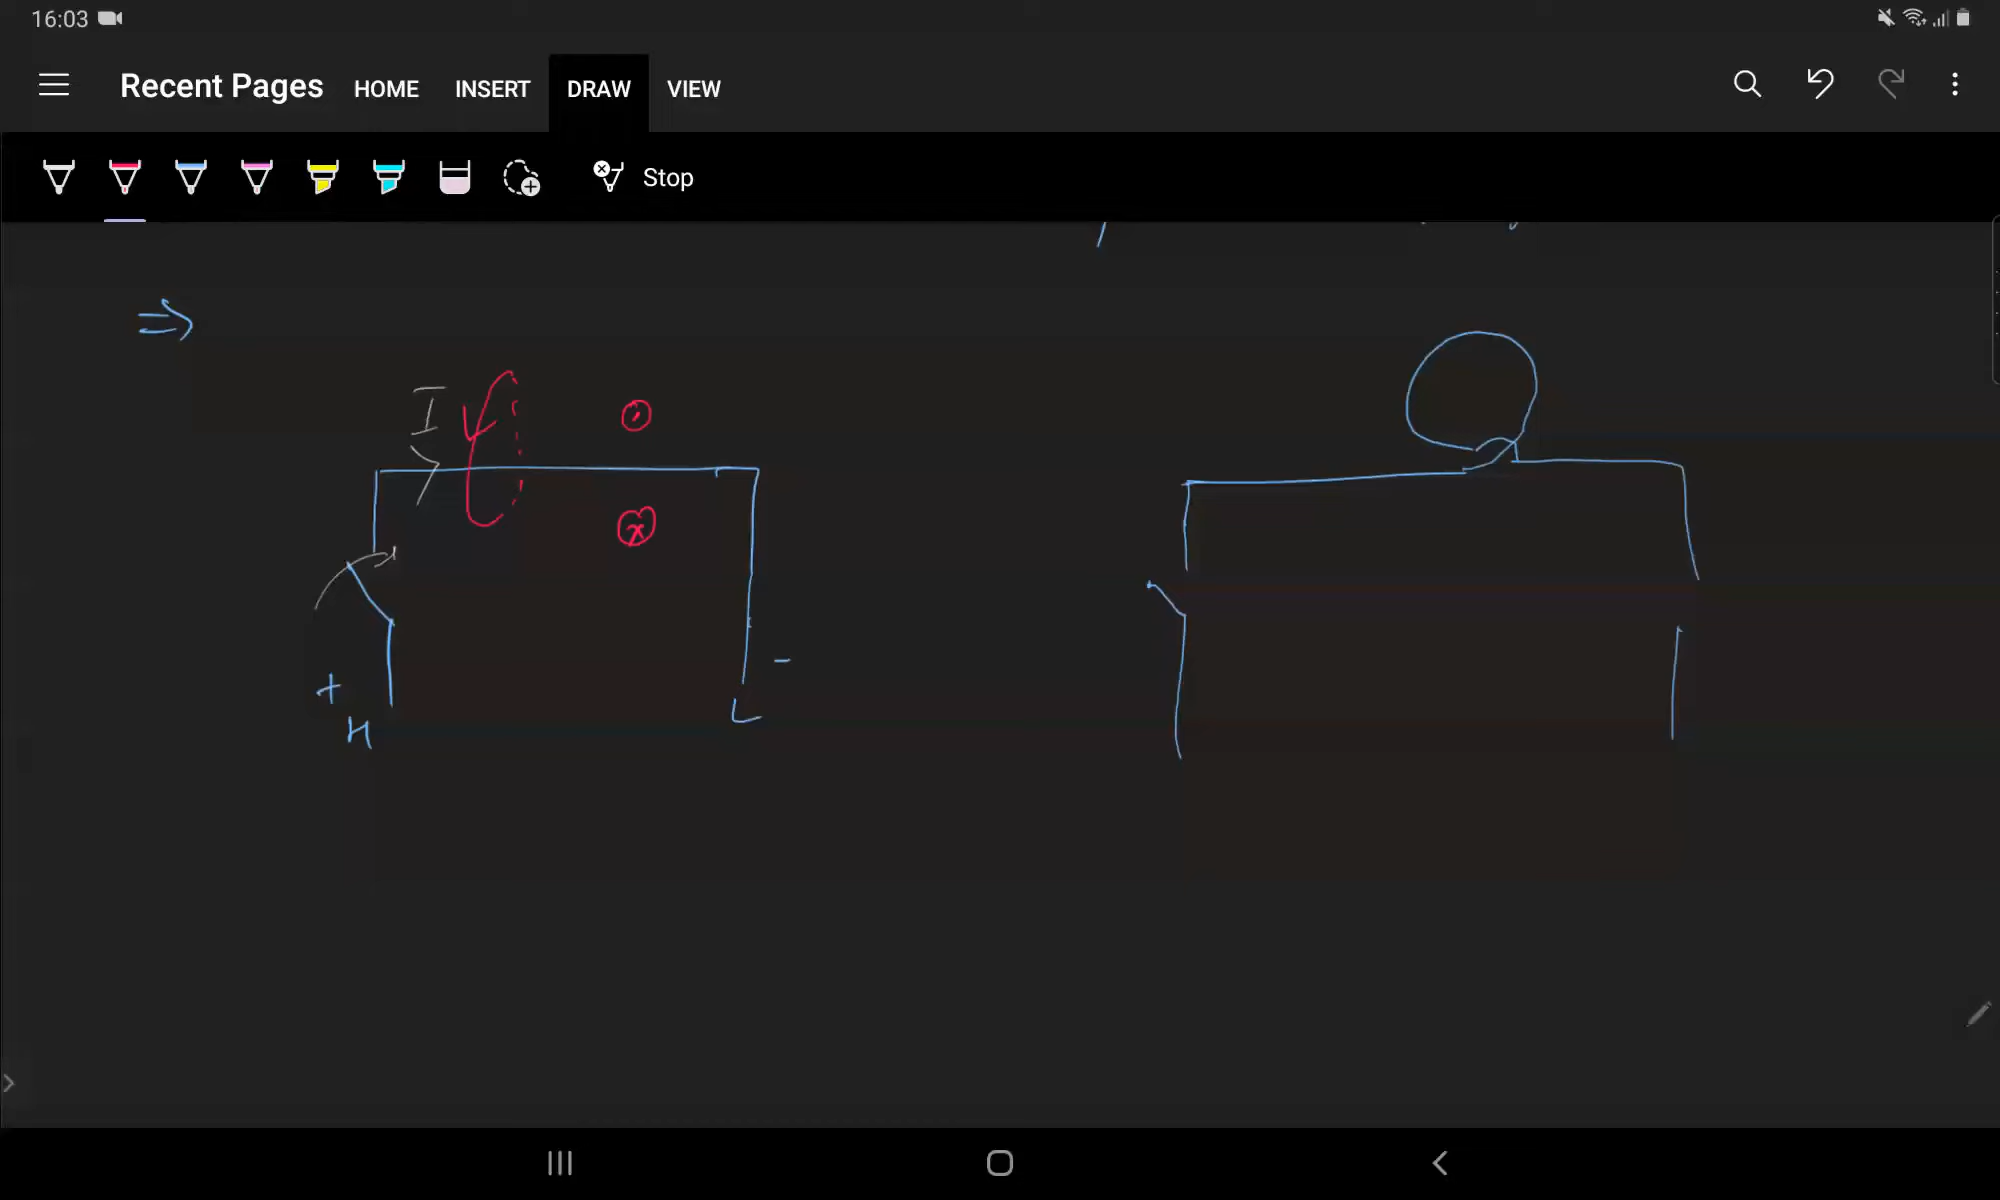 16:03
Recent Pages HOME INSERT DRAW VIEW
Stop
⇒
I
+
-
H
L